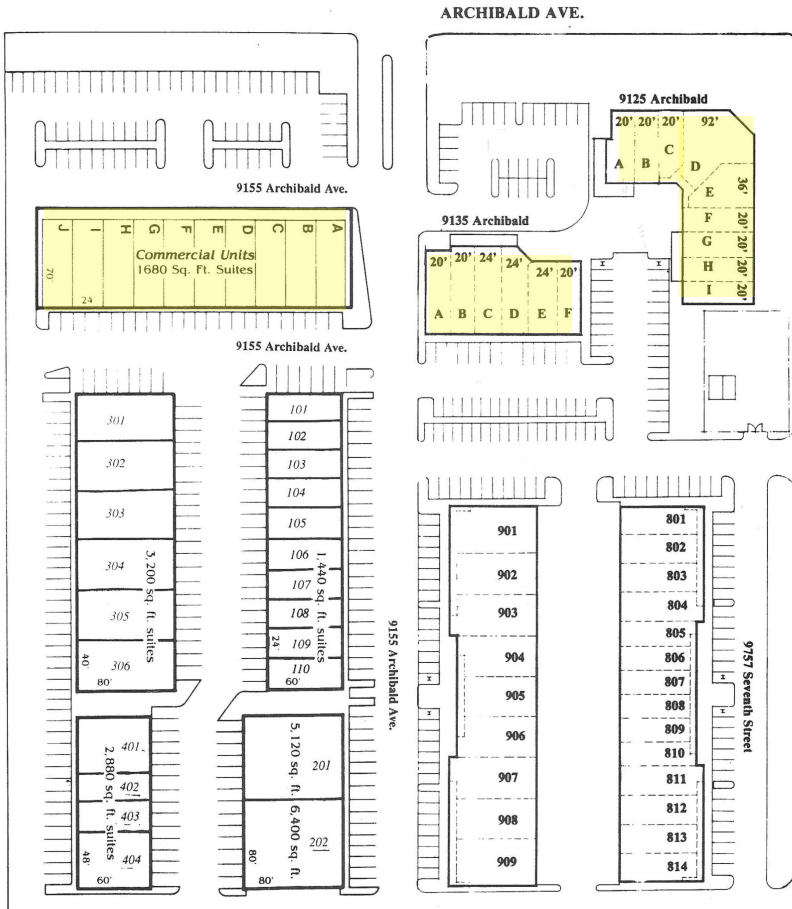 ARCHIBALD AVE.
9125 Archibald
20' 20' 20' 92'
A B C D
E 36'
F 20'
G 20'
H 20'
I 20'
9155 Archibald Ave.
J I H G F E D C B A
Commercial Units
1680 Sq. Ft. Suites
70'
24'
9155 Archibald Ave.
9135 Archibald
20' 20' 24' 24' 24' 20'
A B C D E F
301
302
303
304
305
306
3,200 sq. ft. suites
40'
80'
101
102
103
104
105
106
107
108
109
110
1,440 sq. ft. suites
24'
60'
9155 Archibald Ave.
401
402
403
404
2,880 sq. ft. suites
48'
60'
201
5,120 sq. ft.
202
6,400 sq. ft.
80'
80'
901
902
903
904
905
906
907
908
909
801
802
803
804
805
806
807
808
809
810
811
812
813
814
9757 Seventh Street